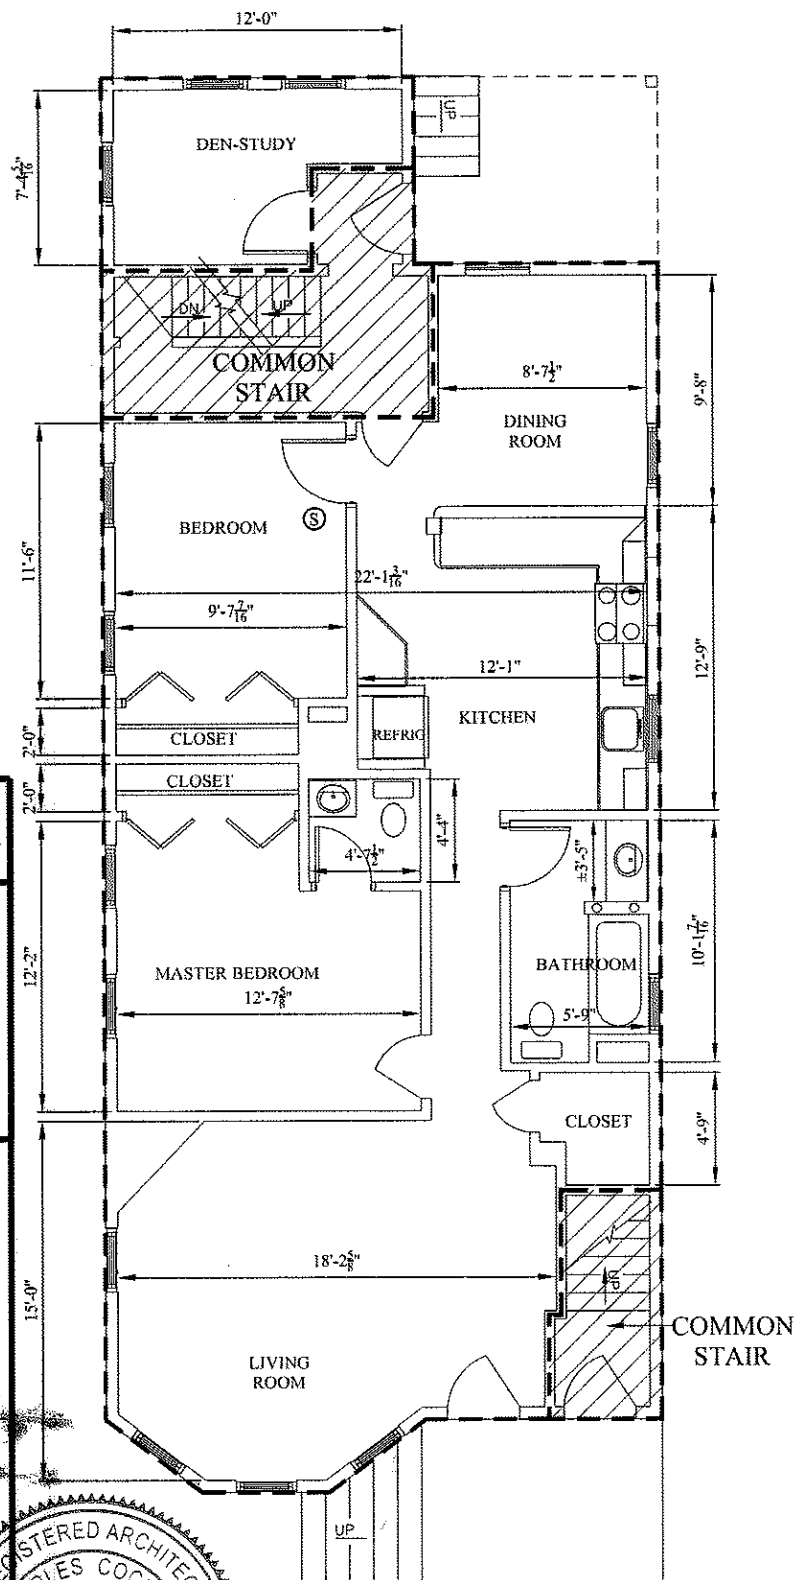 12'-0"
DEN-STUDY
UP
7'-4 5/16"
DN
UP
COMMON
STAIR
8'-7 1/2"
DINING
ROOM
9'-8"
BEDROOM
S
11'-6"
22'-1 3/16"
9'-7 7/16"
12'-1"
12'-9"
KITCHEN
REFRIG
CLOSET
2'-0"
CLOSET
2'-0"
4'-7 1/2"
4'-4"
±3'-5"
MASTER BEDROOM
12'-7 5/8"
12'-2"
BATHROOM
5'-9"
10'-1 7/16"
CLOSET
4'-9"
18'-2 5/8"
15'-0"
UP
COMMON
STAIR
LIVING
ROOM
UP